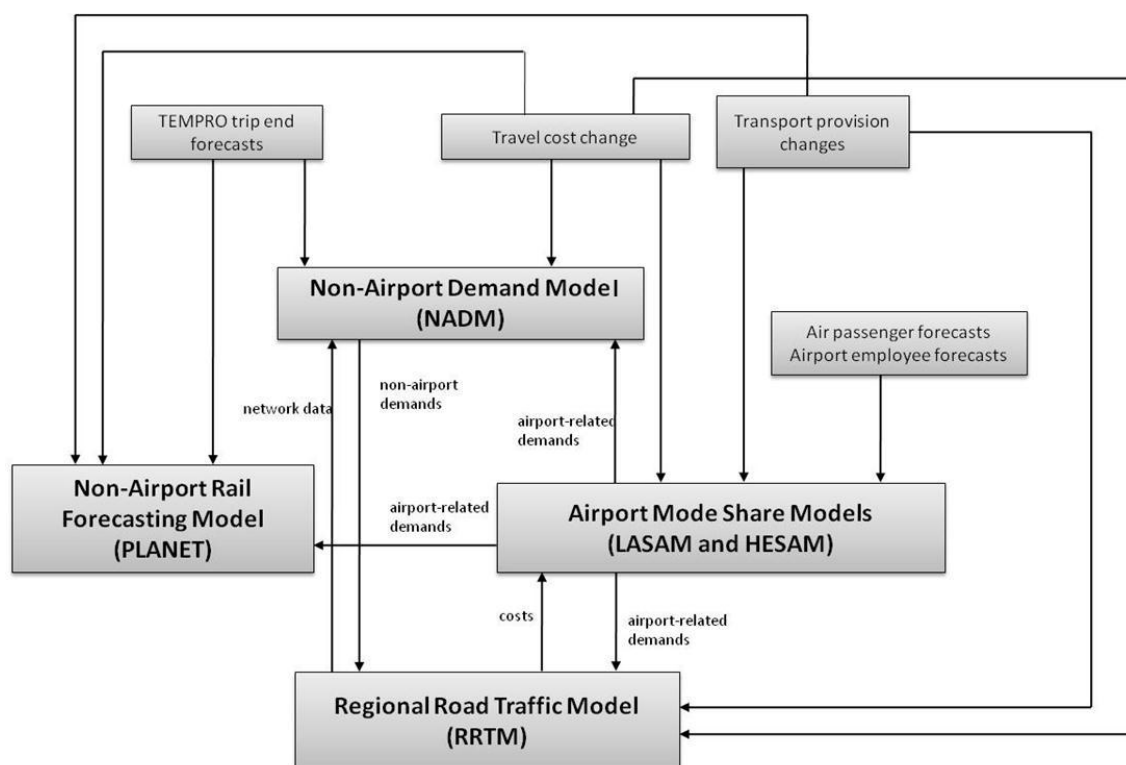 TEMPRO trip end
forecasts
Travel cost change
Transport provision
changes
Non-Airport Demand Model
(NADM)
Air passenger forecasts
Airport employee forecasts
network data
non-airport
demands
airport-related
demands
Non-Airport Rail
Forecasting Model
(PLANET)
airport-related
demands
Airport Mode Share Models
(LASAM and HESAM)
costs
airport-related
demands
Regional Road Traffic Model
(RRTM)